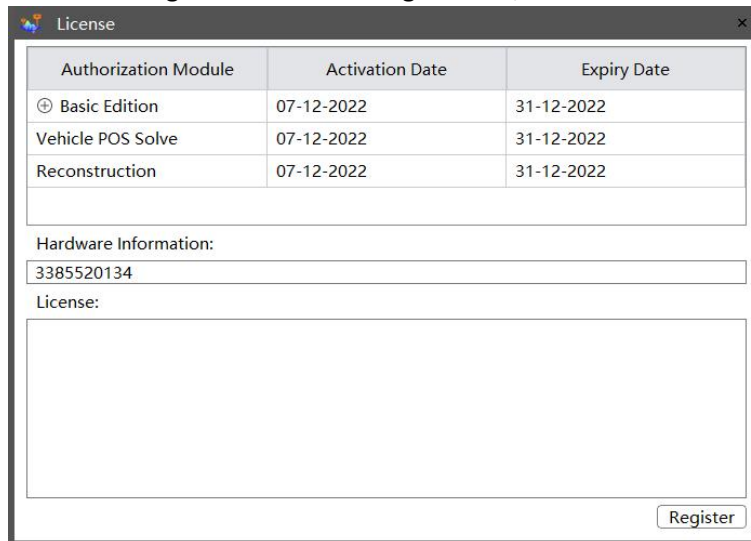 License ×
Authorization Module Activation Date Expiry Date
Basic Edition 07-12-2022 31-12-2022
Vehicle POS Solve 07-12-2022 31-12-2022
Reconstruction 07-12-2022 31-12-2022
Hardware Information:
3385520134
License:
Register